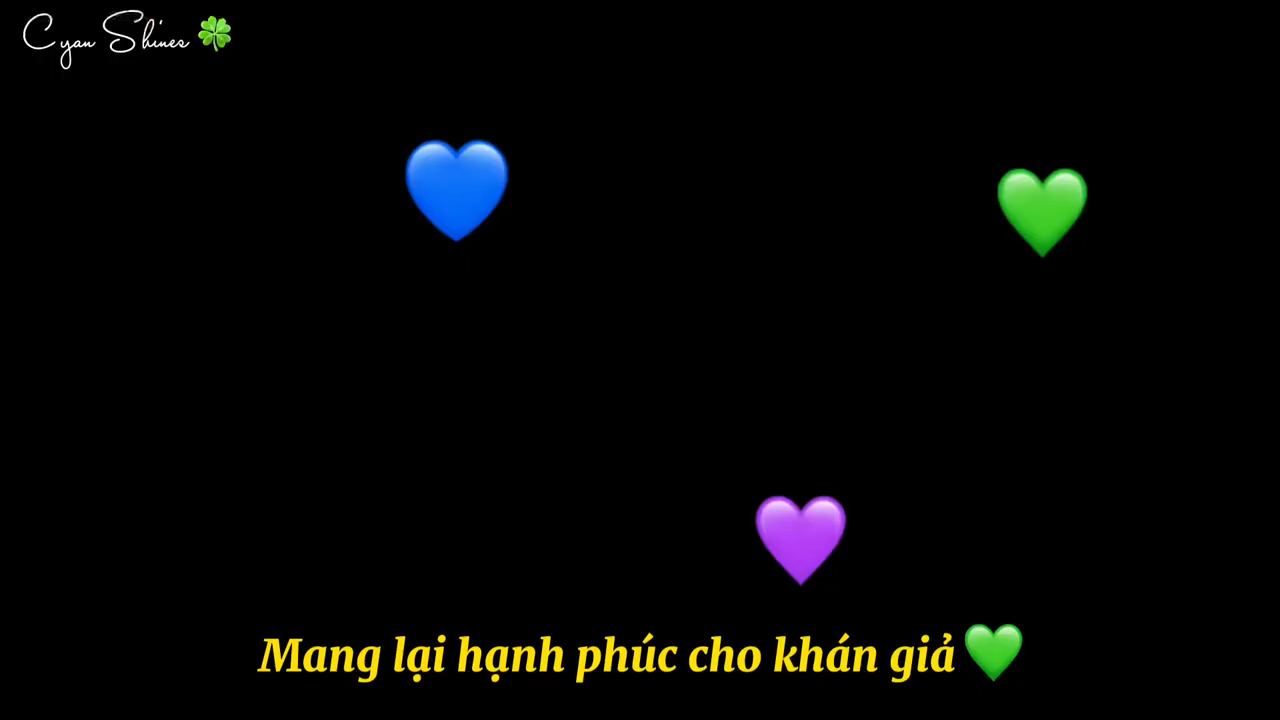 Cyan Shines 🍀
Mang lại hạnh phúc cho khán giả 💚